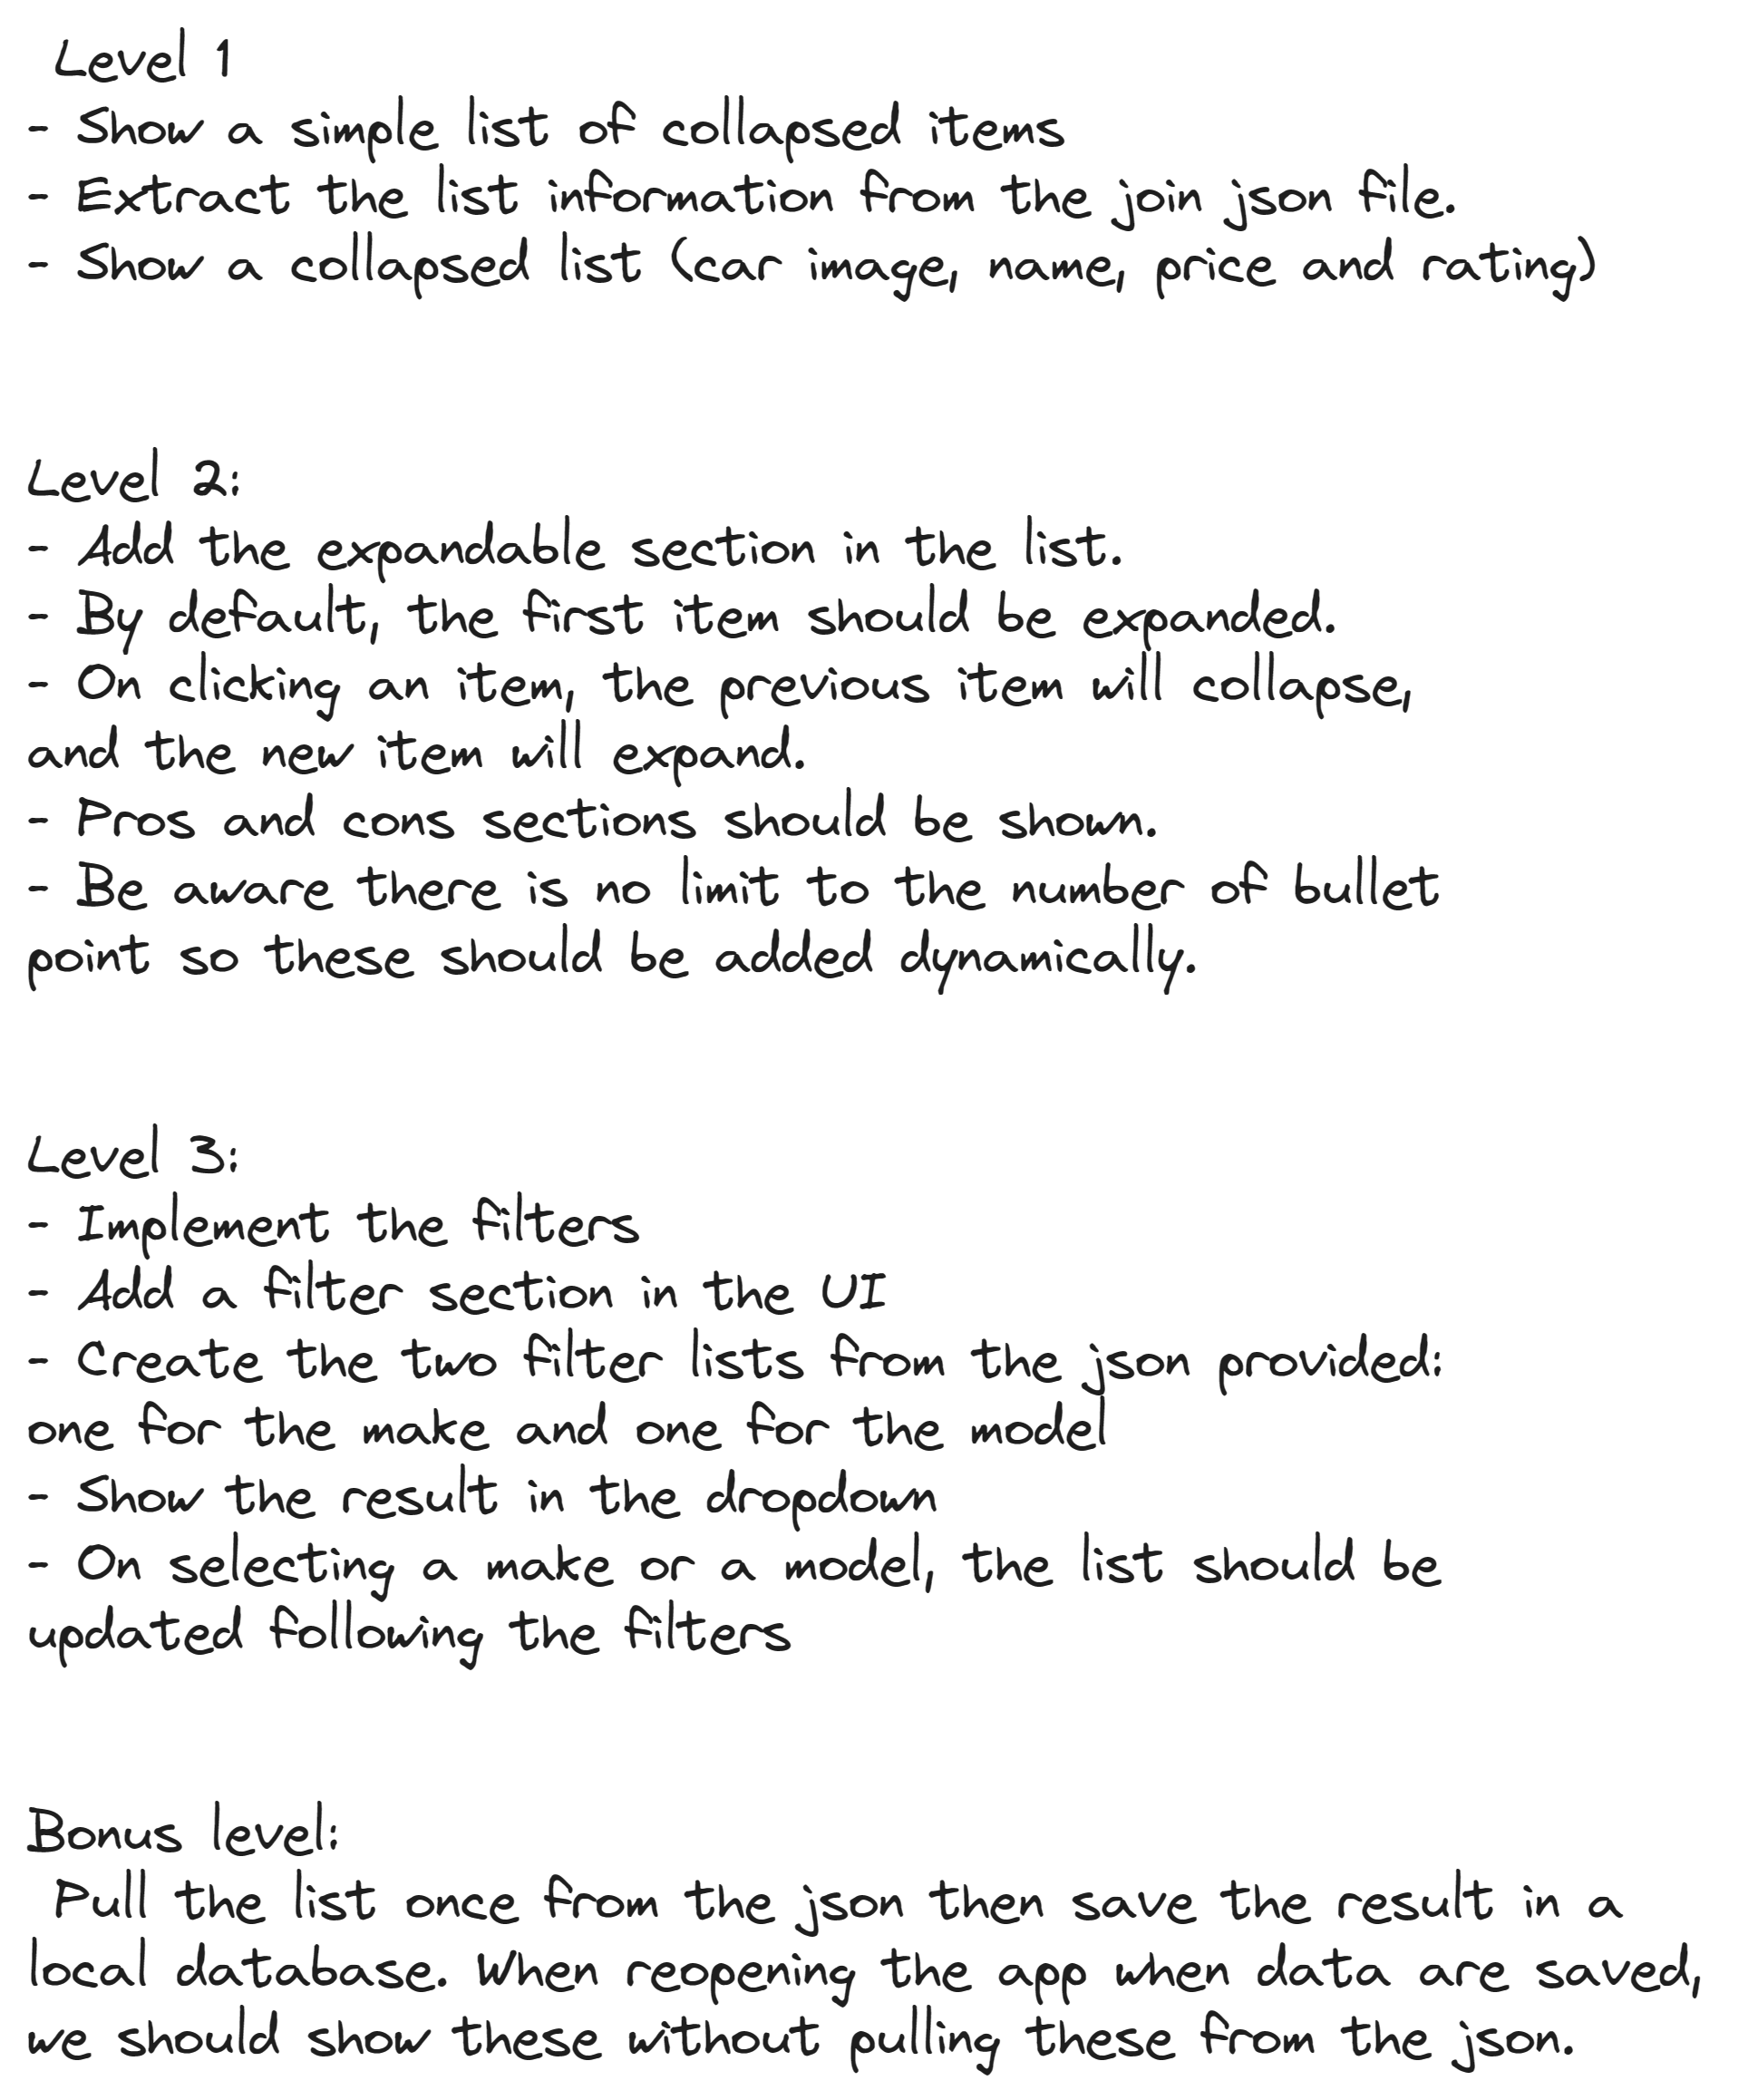 Level 1
- Show a simple list of collapsed items
- Extract the list information from the join json file.
- Show a collapsed list (car image, name, price and rating)
Level 2:
- Add the expandable section in the list.
- By default, the first item should be expanded.
- On clicking an item, the previous item will collapse,
and the new item will expand.
- Pros and cons sections should be shown.
- Be aware there is no limit to the number of bullet
point so these should be added dynamically.
Level 3:
- Implement the filters
- Add a filter section in the UI
- Create the two filter lists from the json provided:
one for the make and one for the model
- Show the result in the dropdown
- On selecting a make or a model, the list should be
updated following the filters
Bonus level:
Pull the list once from the json then save the result in a
local database. When reopening the app when data are saved,
we should show these without pulling these from the json.